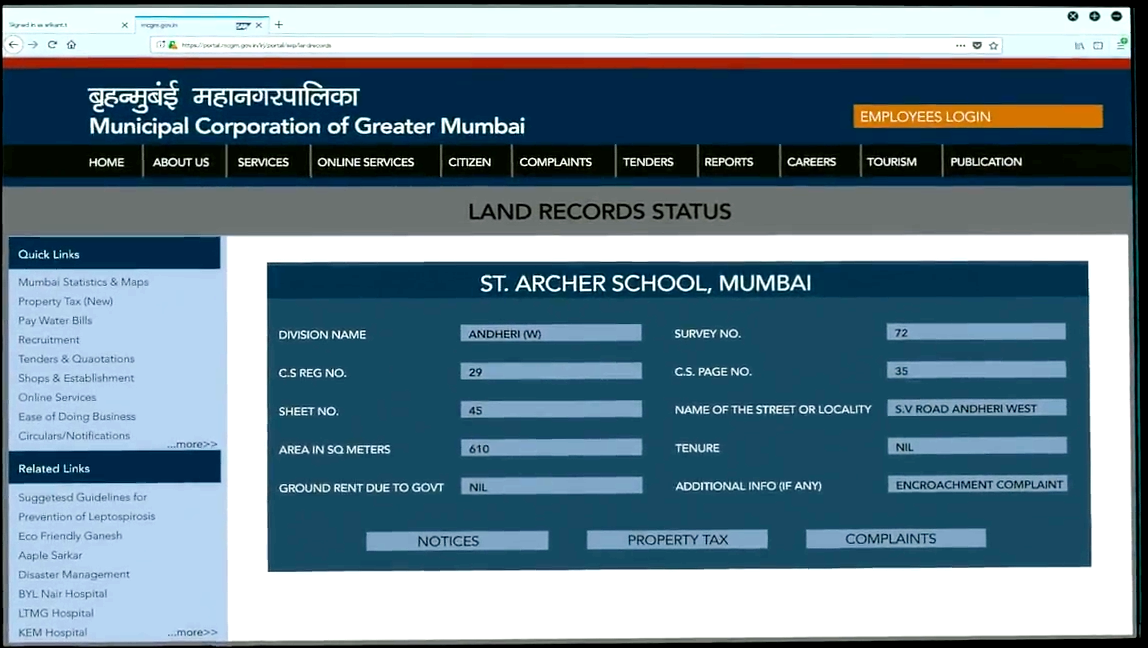 Signed in as srikant.t
mcgm.gov.in
SAP
https://portal.mcgm.gov.in/irj/portal/wp/landrecords
बृहन्मुबंई महानगरपालिका
Municipal Corporation of Greater Mumbai
EMPLOYEES LOGIN
HOME ABOUT US SERVICES ONLINE SERVICES CITIZEN COMPLAINTS TENDERS REPORTS CAREERS TOURISM PUBLICATION
LAND RECORDS STATUS
Quick Links
Mumbai Statistics & Maps
Property Tax (New)
Pay Water Bills
Recruitment
Tenders & Quaotations
Shops & Establishment
Online Services
Ease of Doing Business
Circulars/Notifications
...more>>
Related Links
Suggetesd Guidelines for
Prevention of Leptospirosis
Eco Friendly Ganesh
Aaple Sarkar
Disaster Management
BYL Nair Hospital
LTMG Hospital
KEM Hospital ...more>>
ST. ARCHER SCHOOL, MUMBAI
DIVISION NAME ANDHERI (W) SURVEY NO. 72
C.S REG NO. 29 C.S. PAGE NO. 35
SHEET NO. 45 NAME OF THE STREET OR LOCALITY S.V ROAD ANDHERI WEST
AREA IN SQ METERS 610 TENURE NIL
GROUND RENT DUE TO GOVT NIL ADDITIONAL INFO (IF ANY) ENCROACHMENT COMPLAINT
NOTICES PROPERTY TAX COMPLAINTS